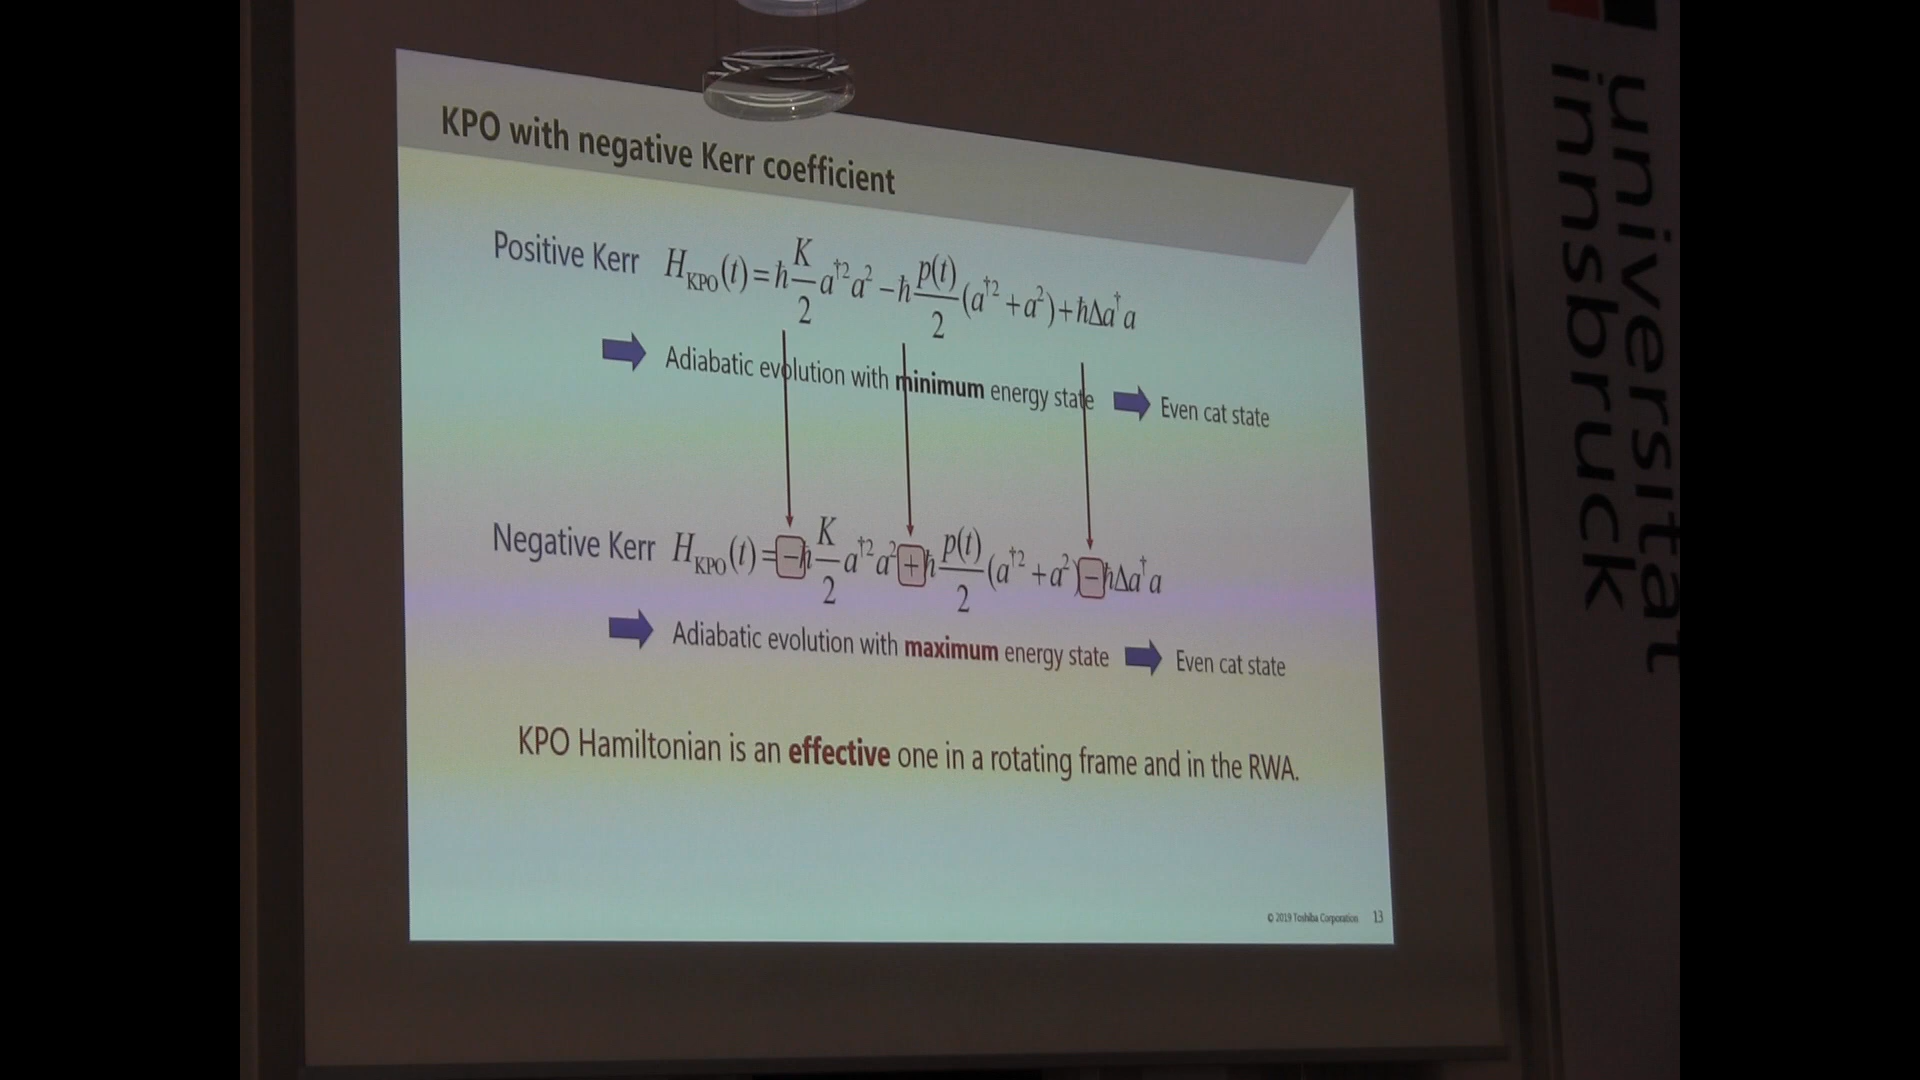 KPO with negative Kerr coefficient
Positive Kerr H_KPO(t) = ħ K/2 a†² a² − ħ p(t)/2 (a†² + a²) + ħΔa†a
Adiabatic evolution with minimum energy state Even cat state
Negative Kerr H_KPO(t) = −ħ K/2 a†² a² + ħ p(t)/2 (a†² + a²) − ħΔa†a
Adiabatic evolution with maximum energy state Even cat state
KPO Hamiltonian is an effective one in a rotating frame and in the RWA.
© 2019 Toshiba Corporation 13
universität
innsbruck